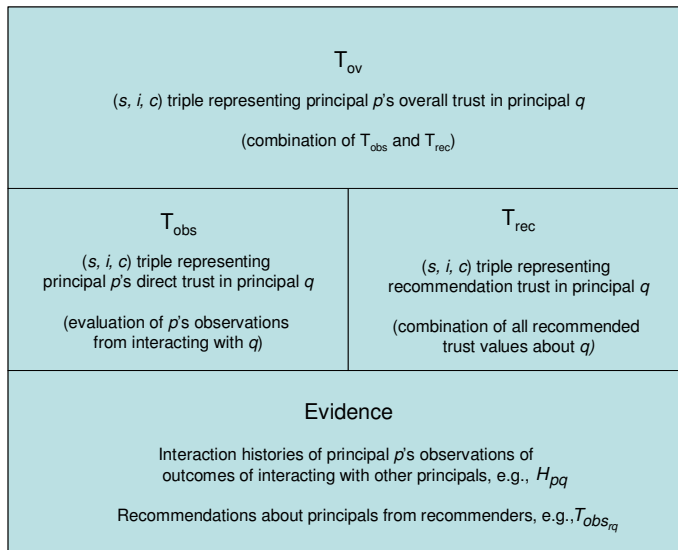 T_ov
(s, i, c) triple representing principal p's overall trust in principal q
(combination of T_obs and T_rec)
T_obs
(s, i, c) triple representing
principal p's direct trust in principal q
(evaluation of p's observations
from interacting with q)
T_rec
(s, i, c) triple representing
recommendation trust in principal q
(combination of all recommended
trust values about q)
Evidence
Interaction histories of principal p's observations of
outcomes of interacting with other principals, e.g., H_pq
Recommendations about principals from recommenders, e.g.,T_obs_rq